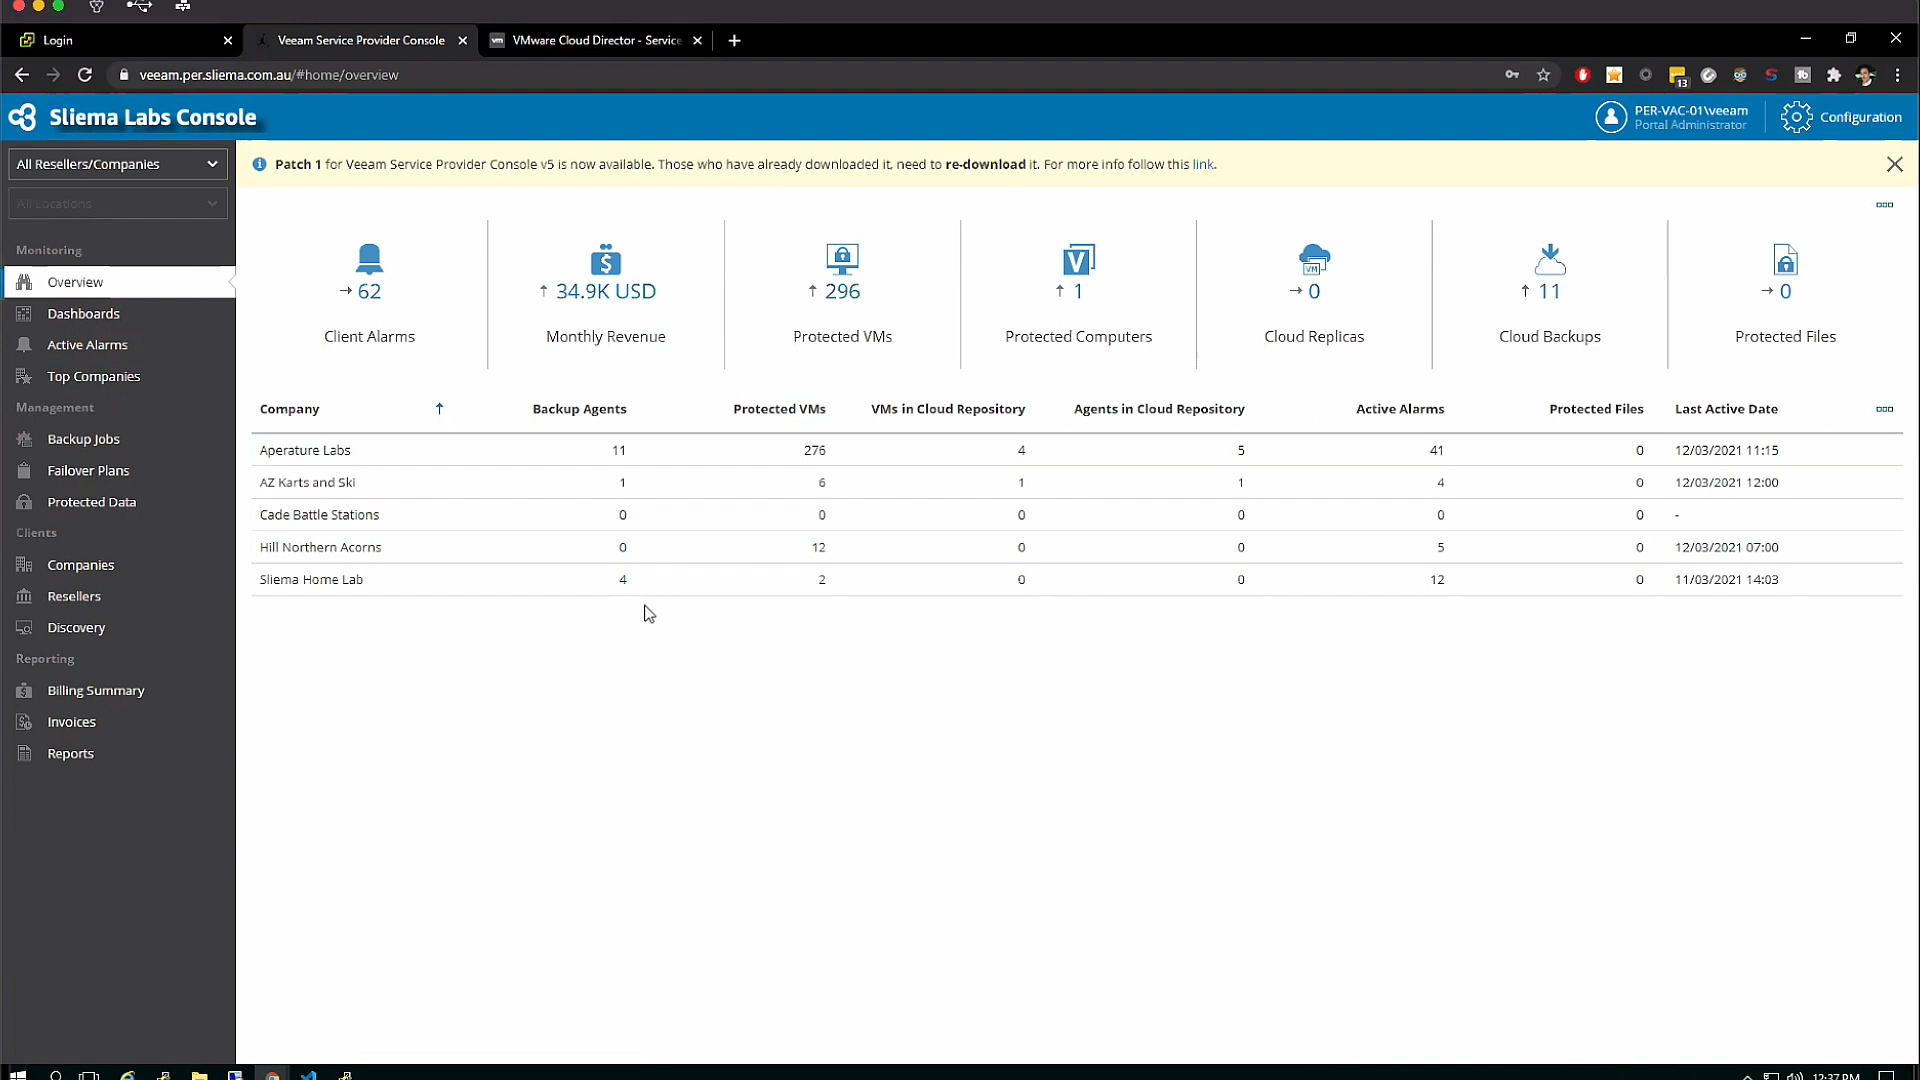 Login
Veeam Service Provider Console
VMware Cloud Director - Service
veeam.per.sliema.com.au/#home/overview
13
Sliema Labs Console
PER-VAC-01\veeam
Portal Administrator
Configuration
All Resellers/Companies
All Locations
Patch 1 for Veeam Service Provider Console v5 is now available. Those who have already downloaded it, need to re-download it. For more info follow this link.
Monitoring
Overview
Dashboards
Active Alarms
Top Companies
Management
Backup Jobs
Failover Plans
Protected Data
Clients
Companies
Resellers
Discovery
Reporting
Billing Summary
Invoices
Reports
→ 62
Client Alarms
$
↑ 34.9K USD
Monthly Revenue
↑ 296
Protected VMs
V
↑ 1
Protected Computers
VM
→ 0
Cloud Replicas
↑ 11
Cloud Backups
→ 0
Protected Files
Company ↑ Backup Agents Protected VMs VMs in Cloud Repository Agents in Cloud Repository Active Alarms Protected Files Last Active Date
Aperature Labs 11 276 4 5 41 0 12/03/2021 11:15
AZ Karts and Ski 1 6 1 1 4 0 12/03/2021 12:00
Cade Battle Stations 0 0 0 0 0 0 -
Hill Northern Acorns 0 12 0 0 5 0 12/03/2021 07:00
Sliema Home Lab 4 2 0 0 12 0 11/03/2021 14:03
12:37 PM